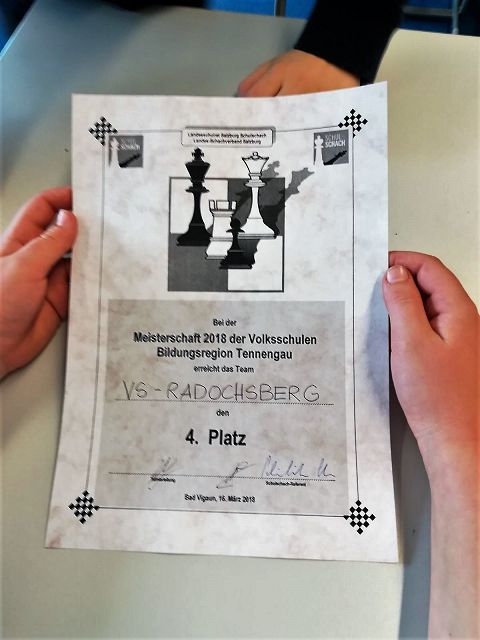 Landesschulrat Salzburg Schulschach
Landes-Schachverband Salzburg
SCHUL
SCHACH
SCHUL
SCHACH
Bei der
Meisterschaft 2018 der Volksschulen
Bildungsregion Tennengau
erreicht das Team
VS-RADOCHSBERG
den
4. Platz
Schulschach-Referent
Bad Vigaun, 16. März 2018